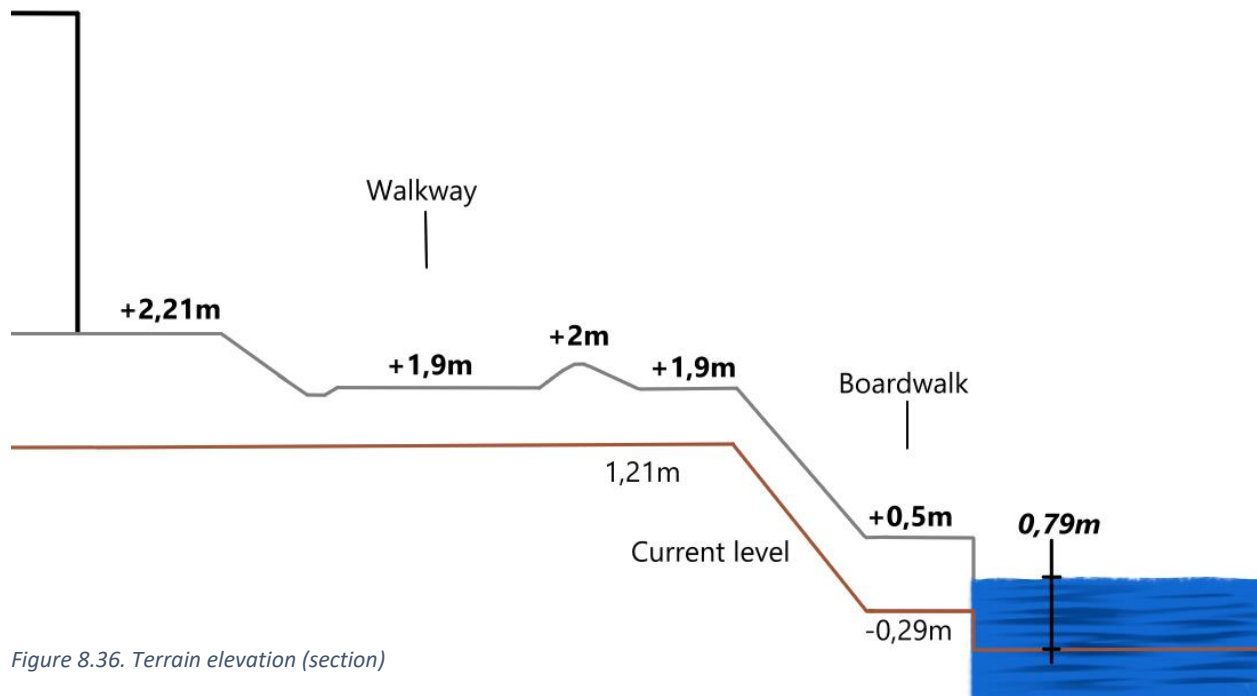 Walkway
+2,21m
+2m
+1,9m
+1,9m
Boardwalk
1,21m
+0,5m
0,79m
Current level
-0,29m
Figure 8.36. Terrain elevation (section)